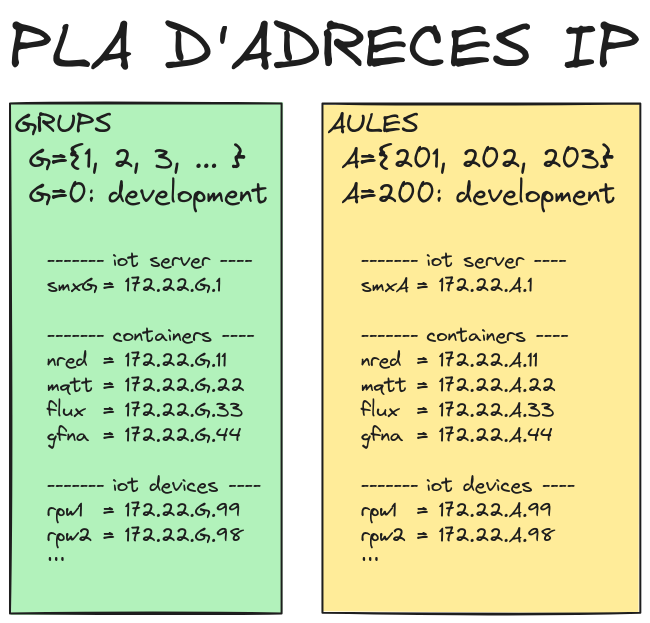 PLA D'ADRECES IP
GRUPS
G={1, 2, 3, ... }
G=0: development
------- iot server ----
smxG = 172.22.G.1
------- containers ----
nred = 172.22.G.11
mqtt = 172.22.G.22
flux = 172.22.G.33
gfna = 172.22.G.44
------- iot devices ----
rpw1 = 172.22.G.99
rpw2 = 172.22.G.98
...
AULES
A={201, 202, 203}
A=200: development
------- iot server ----
smxA = 172.22.A.1
------- containers ----
nred = 172.22.A.11
mqtt = 172.22.A.22
flux = 172.22.A.33
gfna = 172.22.A.44
------- iot devices ----
rpw1 = 172.22.A.99
rpw2 = 172.22.A.98
...